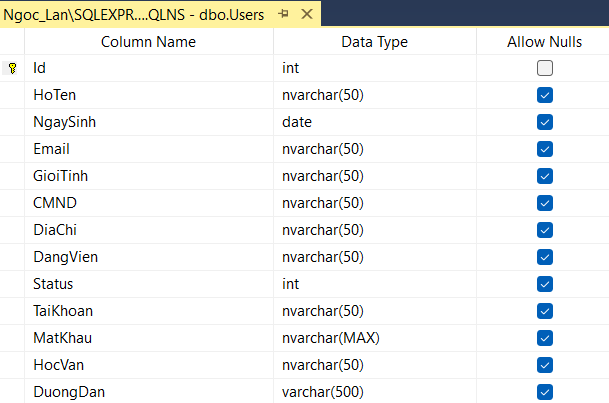 Ngoc_Lan\SQLEXPR....QLNS - dbo.Users
Column Name Data Type Allow Nulls
Id int
HoTen nvarchar(50)
NgaySinh date
Email nvarchar(50)
GioiTinh nvarchar(50)
CMND nvarchar(50)
DiaChi nvarchar(50)
DangVien nvarchar(50)
Status int
TaiKhoan nvarchar(50)
MatKhau nvarchar(MAX)
HocVan nvarchar(50)
DuongDan varchar(500)